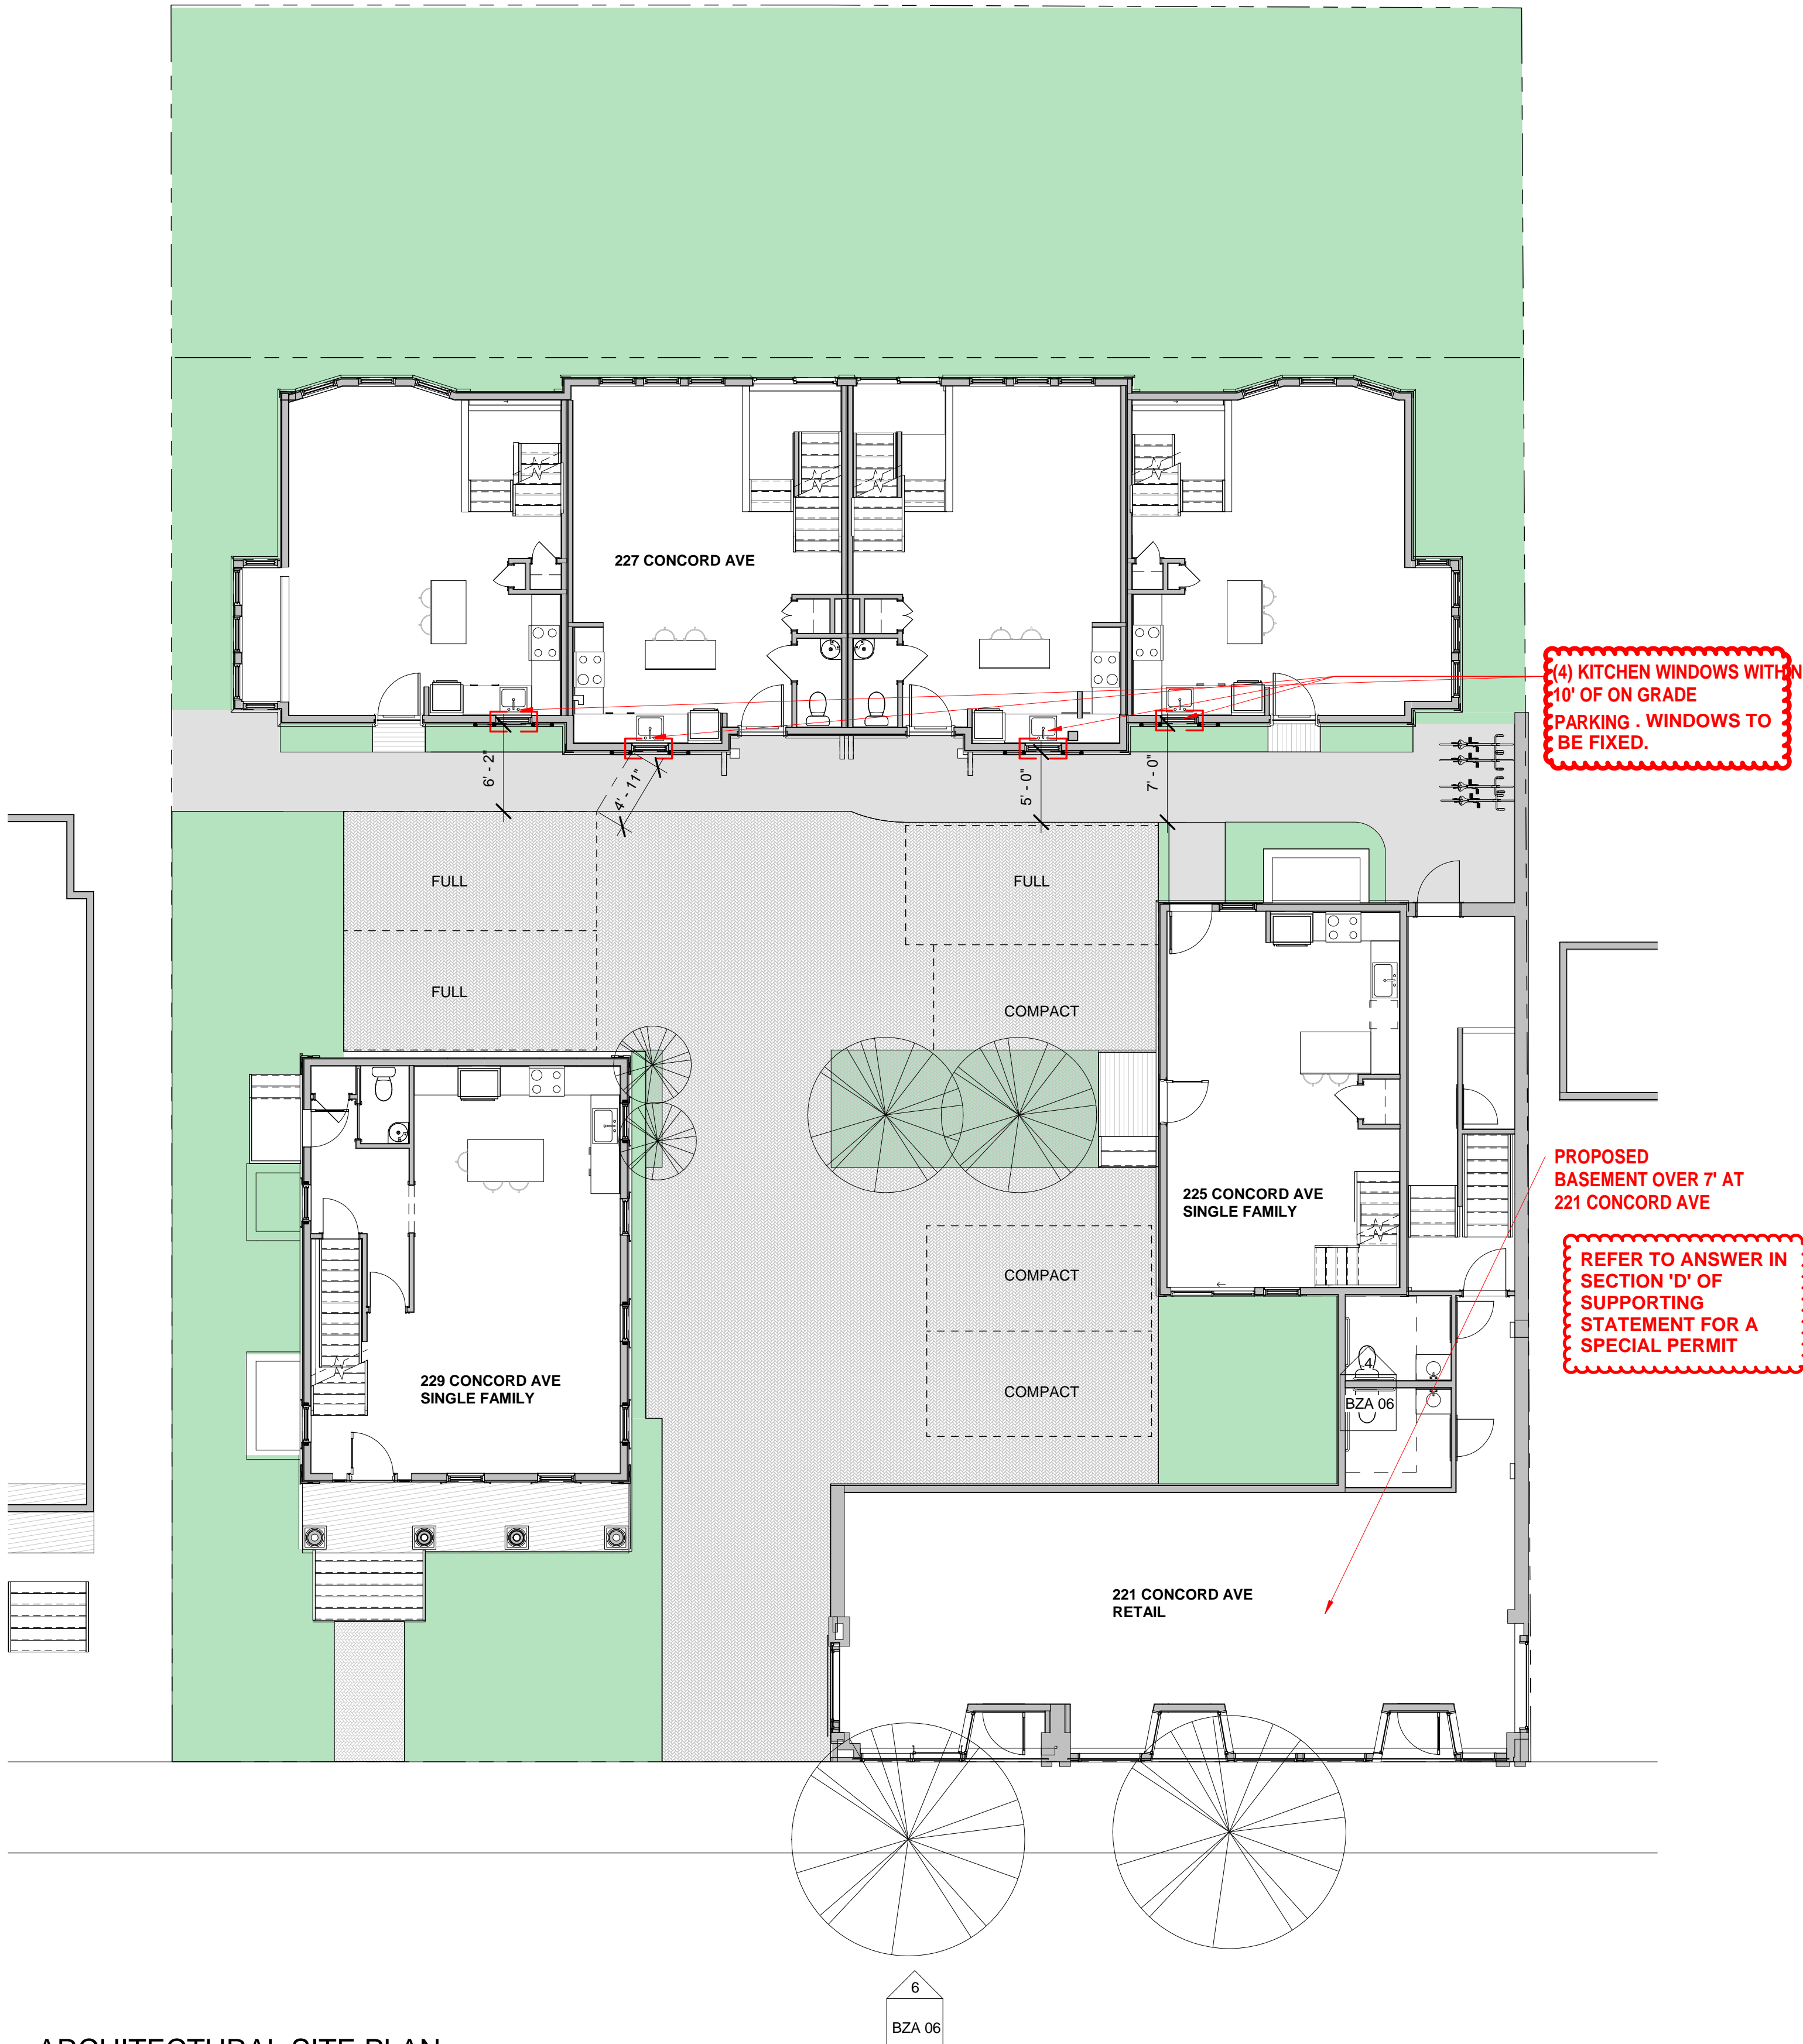 227 CONCORD AVE
(4) KITCHEN WINDOWS WITHIN
10' OF ON GRADE
PARKING . WINDOWS TO
BE FIXED.
6' - 2"
4' - 11"
5' - 0"
7' - 0"
FULL
FULL
FULL
COMPACT
PROPOSED
BASEMENT OVER 7' AT
221 CONCORD AVE
225 CONCORD AVE
SINGLE FAMILY
REFER TO ANSWER IN
SECTION 'D' OF
SUPPORTING
STATEMENT FOR A
SPECIAL PERMIT
COMPACT
COMPACT
229 CONCORD AVE
SINGLE FAMILY
4
BZA 06
221 CONCORD AVE
RETAIL
6
BZA 06
ARCHITECTURAL SITE PLAN